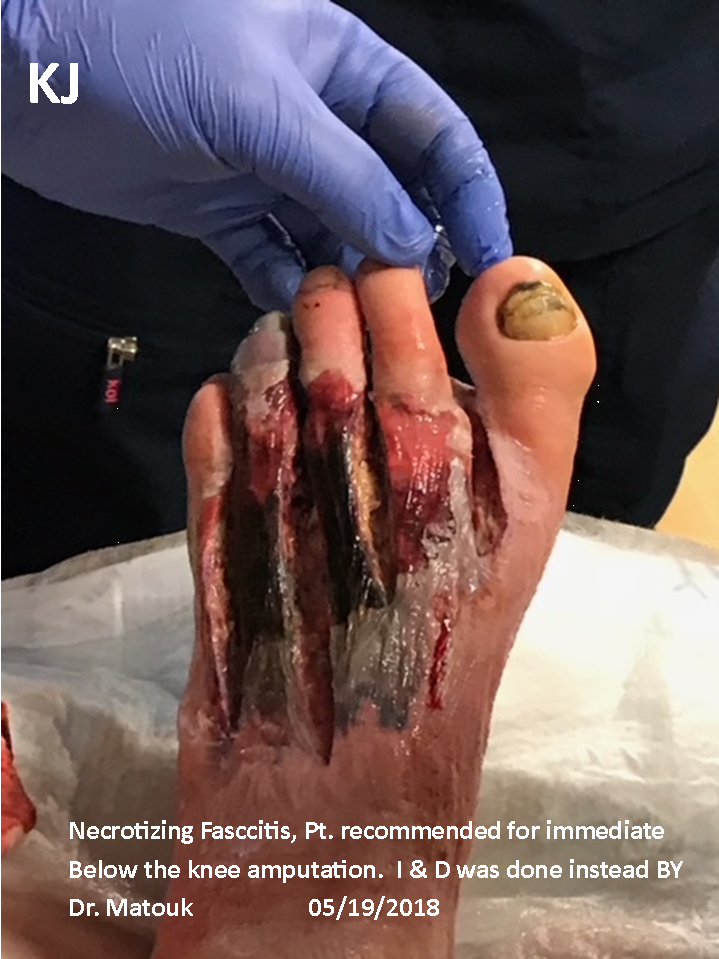 KJ
koi
Necrotizing Fasccitis, Pt. recommended for immediate
Below the knee amputation.  I & D was done instead BY
Dr. Matouk 05/19/2018